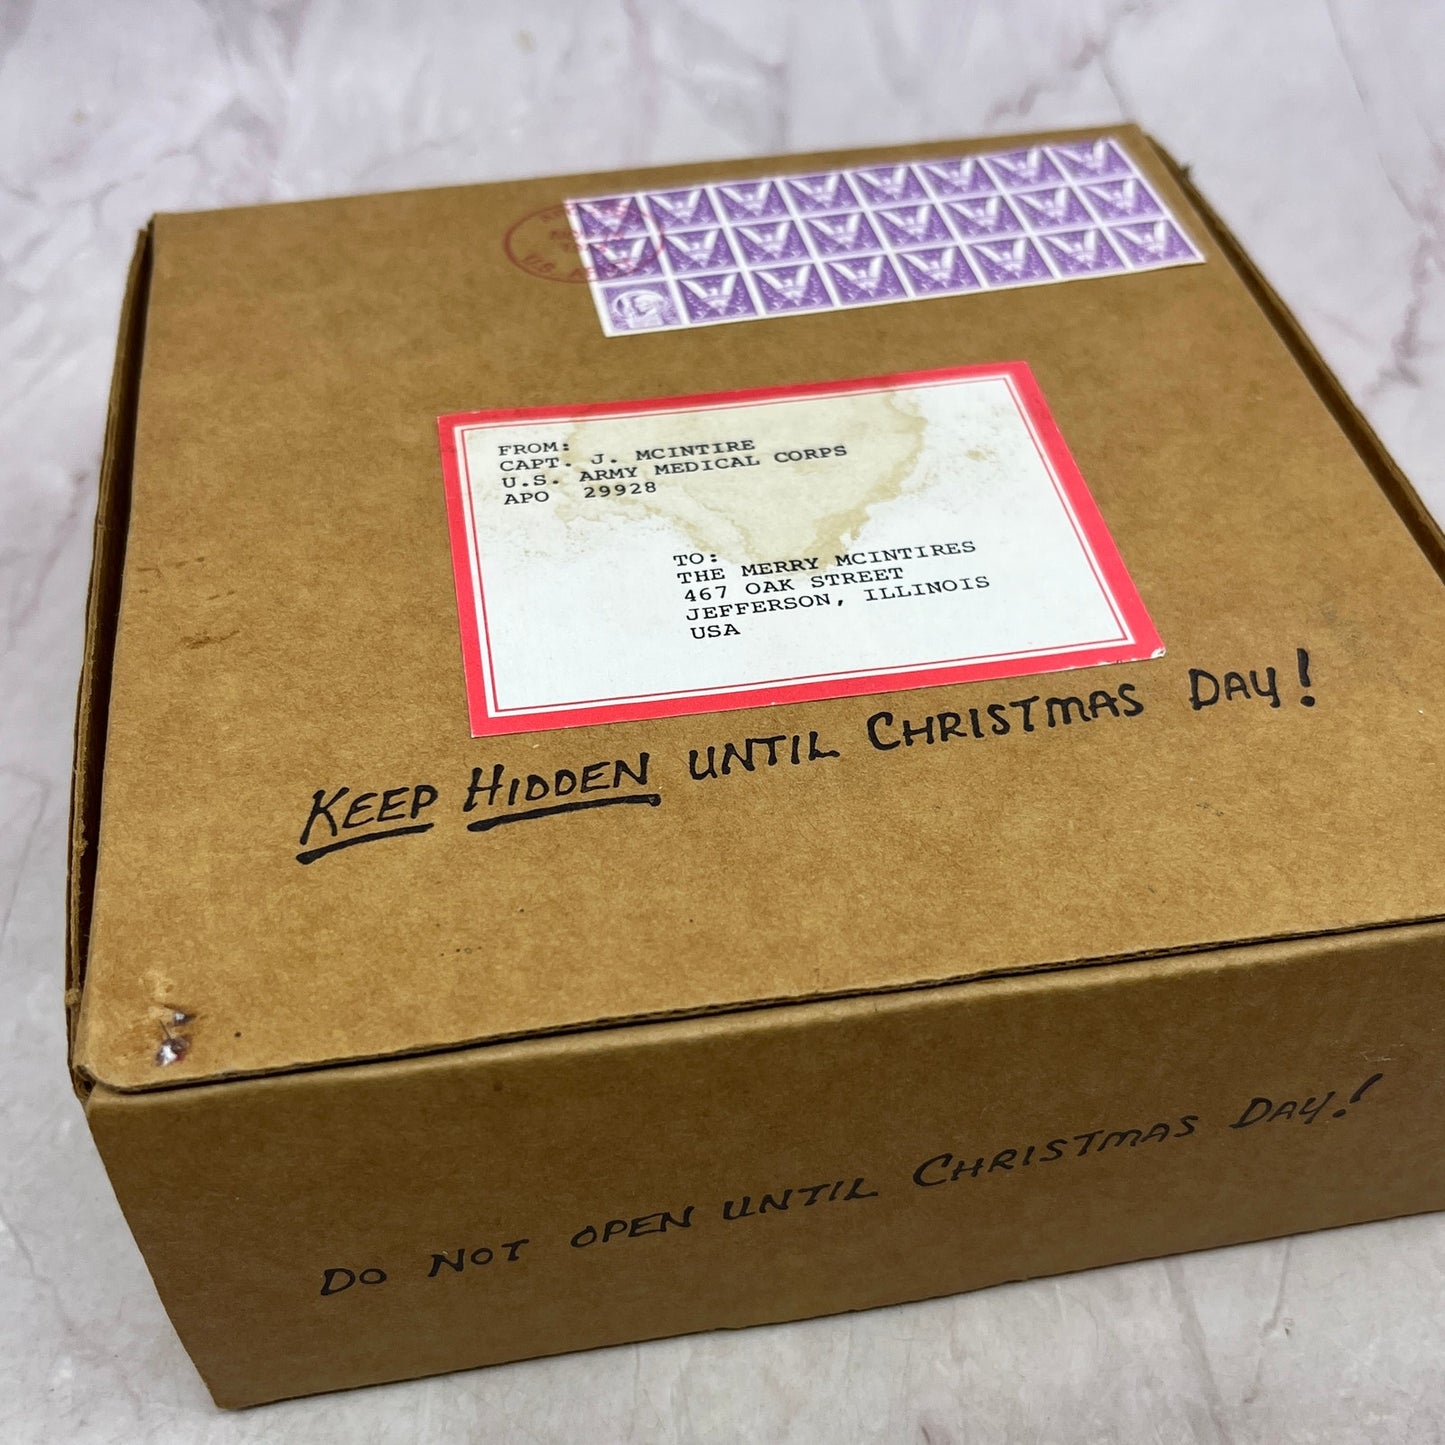 FROM:
CAPT. J. MCINTIRE
U.S. ARMY MEDICAL CORPS
APO 29928
TO:
THE MERRY MCINTIRES
467 OAK STREET
JEFFERSON, ILLINOIS
USA
KEEP HIDDEN UNTIL CHRISTMAS DAY!
DO NOT OPEN UNTIL CHRISTMAS DAY!